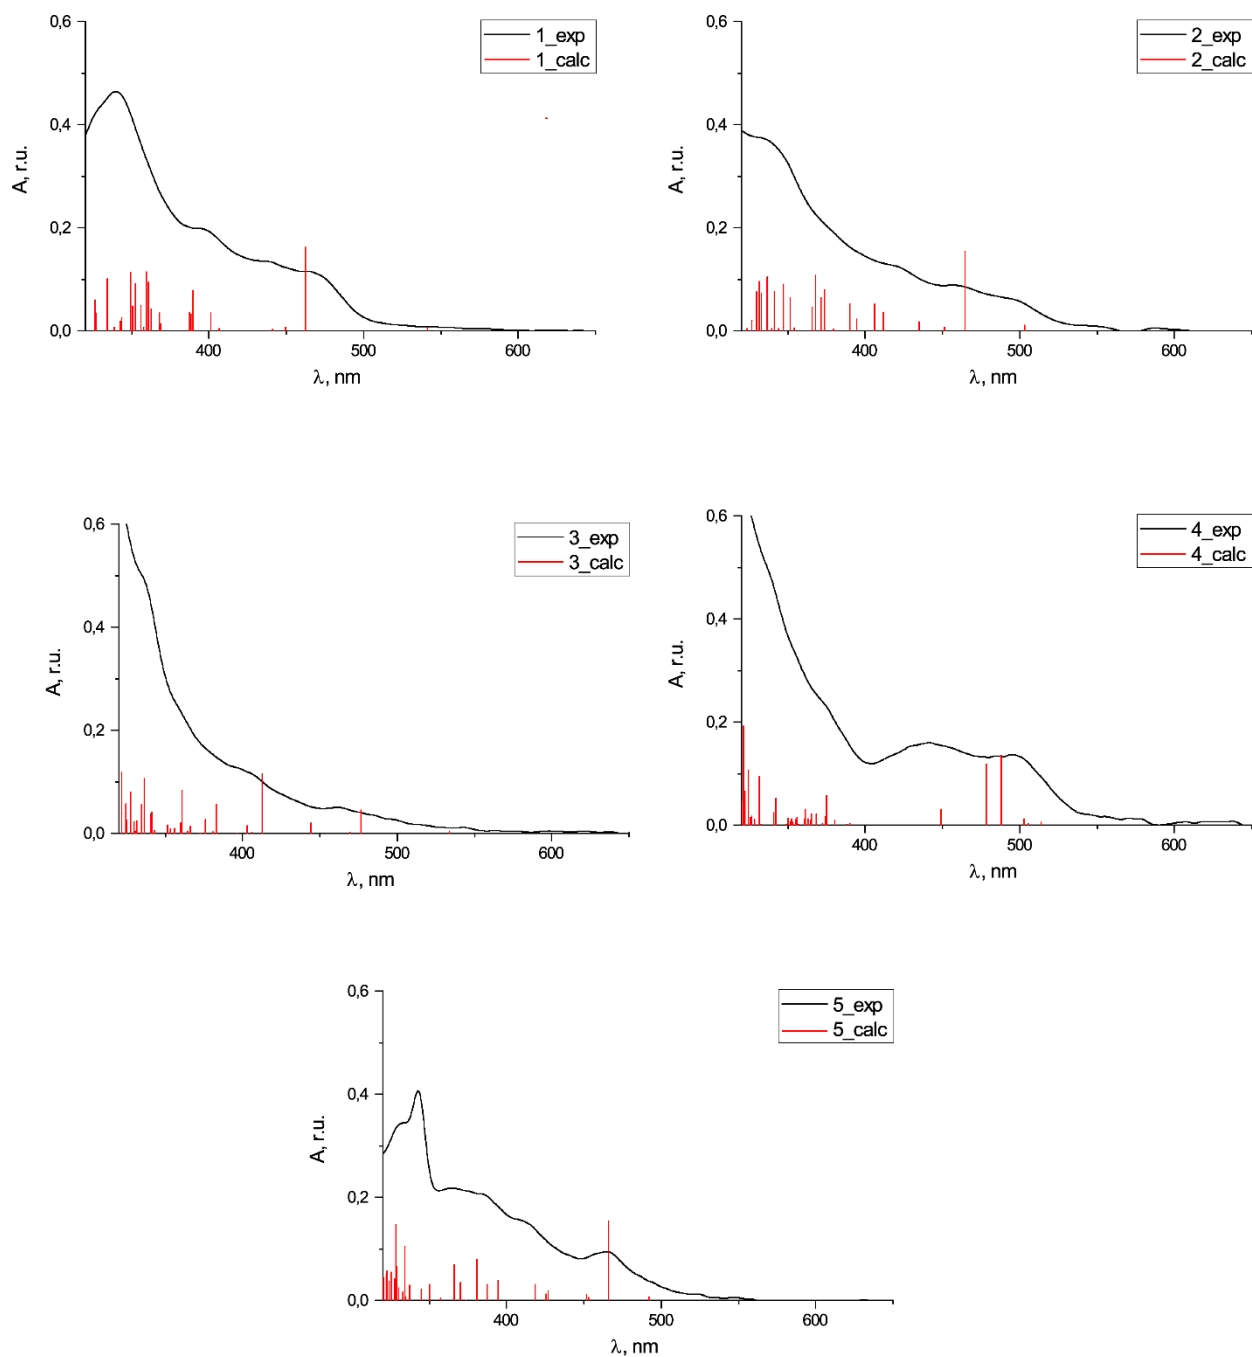 0,6
1_exp
1_calc
0,4
A, r.u.
0,2
0,0
400 500 600
λ, nm
0,6
2_exp
2_calc
0,4
A, r.u.
0,2
0,0
400 500 600
λ, nm
0,6
3_exp
3_calc
0,4
A, r.u.
0,2
0,0
400 500 600
λ, nm
0,6
4_exp
4_calc
0,4
A, r.u.
0,2
0,0
400 500 600
λ, nm
0,6
5_exp
5_calc
0,4
A, r.u.
0,2
0,0
400 500 600
λ, nm